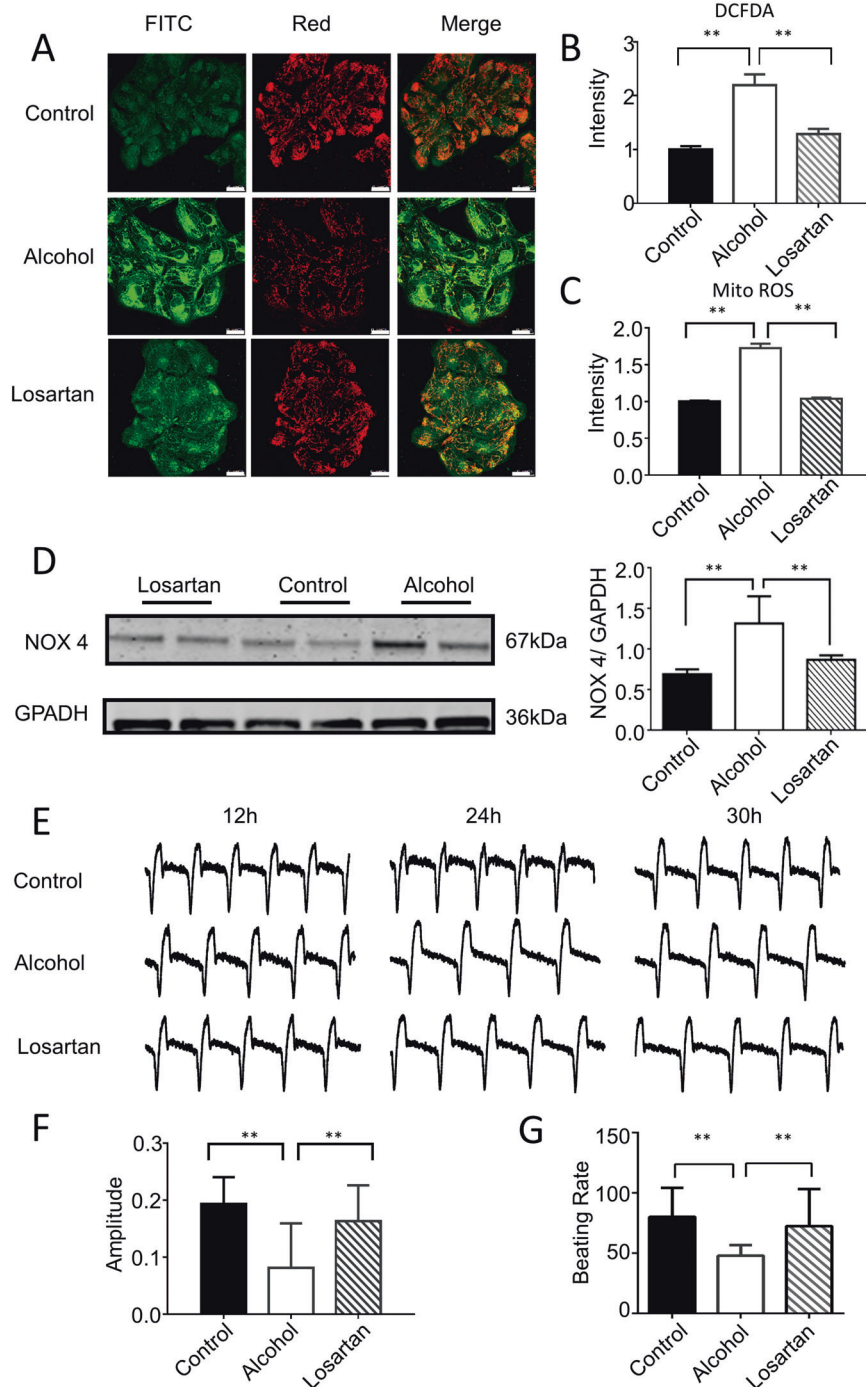 A
FITC Red Merge
Control
Alcohol
Losartan
B
DCFDA
** **
Intensity
3
2
1
0
Control Alcohol Losartan
C
Mito ROS
** **
Intensity
2.0
1.5
1.0
0.5
0.0
Control Alcohol Losartan
D
Losartan Control Alcohol
NOX 4 67kDa
GPADH 36kDa
** **
NOX 4/ GAPDH
2.0
1.5
1.0
0.5
0.0
Control Alcohol Losartan
E
12h 24h 30h
Control
Alcohol
Losartan
F
** **
Amplitude
0.3
0.2
0.1
0.0
Control Alcohol Losartan
G
** **
Beating Rate
150
100
50
0
Control Alcohol Losartan